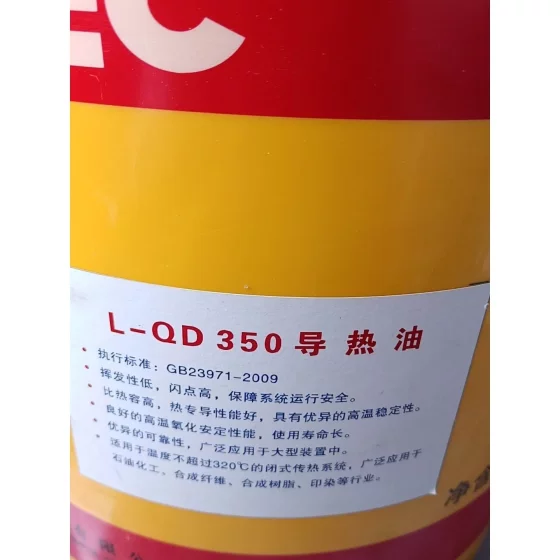 EC
L-QD 350 导热油
• 执行标准：GB23971-2009
• 挥发性低，闪点高，保障系统运行安全。
• 比热容高，热专导性能好，具有优异的高温稳定性。
• 良好的高温氧化安定性能，使用寿命长。
• 优异的可靠性，广泛应用于大型装置中。
• 适用于温度不超过320℃的闭式传热系统，广泛应用于
石油化工、合成纤维、合成树脂、印染等行业。
净含
有限公